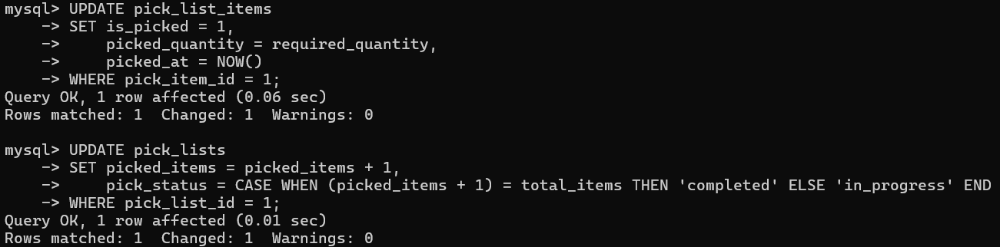 mysql> UPDATE pick_list_items
    -> SET is_picked = 1,
    ->     picked_quantity = required_quantity,
    ->     picked_at = NOW()
    -> WHERE pick_item_id = 1;
Query OK, 1 row affected (0.06 sec)
Rows matched: 1  Changed: 1  Warnings: 0

mysql> UPDATE pick_lists
    -> SET picked_items = picked_items + 1,
    ->     pick_status = CASE WHEN (picked_items + 1) = total_items THEN 'completed' ELSE 'in_progress' END
    -> WHERE pick_list_id = 1;
Query OK, 1 row affected (0.01 sec)
Rows matched: 1  Changed: 1  Warnings: 0